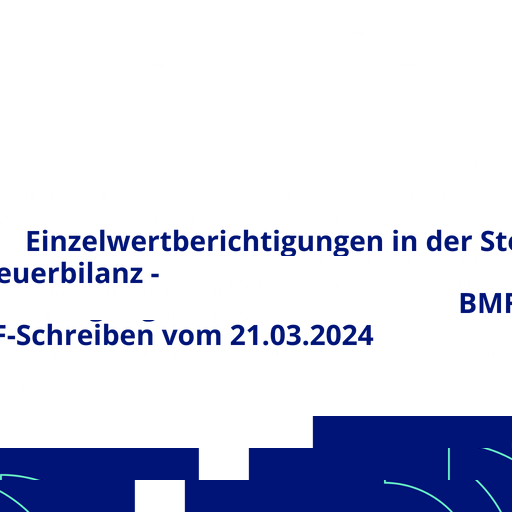 Einzelwertberichtigungen in der Ste
euerbilanz -
BMF
F-Schreiben vom 21.03.2024